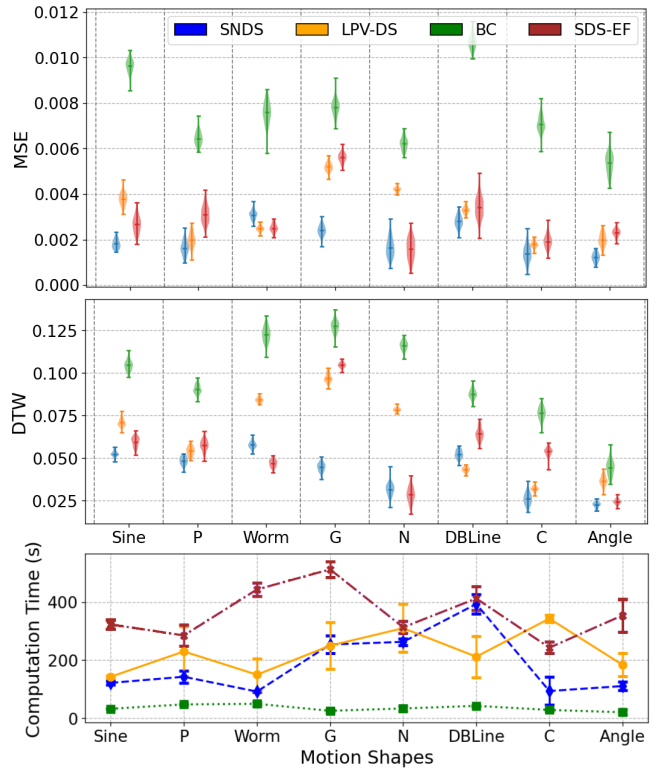 0.012
SNDS LPV-DS BC SDS-EF
0.010
0.008
0.006
0.004
0.002
0.000
MSE
0.125
0.100
0.075
0.050
0.025
DTW
Sine P Worm G N DBLine C Angle
400
200
0
Computation Time (s)
Sine P Worm G N DBLine C Angle
Motion Shapes